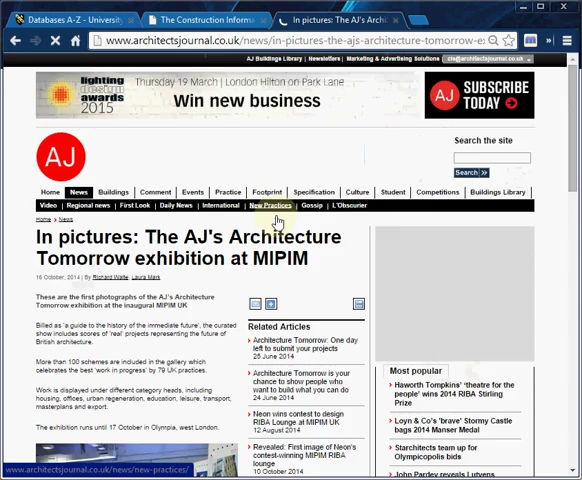 Databases A-Z - University
The Construction Informa
In pictures: The AJ's Archi
www.architectsjournal.co.uk/news/in-pictures-the-ajs-architecture-tomorrow-e
AJ Buildings Library | Newsletters | Marketing & Advertising Solutions
lighting design awards 2015
Thursday 19 March | London Hilton on Park Lane
Win new business
AJ
SUBSCRIBE TODAY
AJ
Search the site
Search
Home News Buildings Comment Events Practice Footprint Specification Culture Student Competitions Buildings Library
Video Regional news First Look Daily News International New Practices Gossip L'Obscurier
Home > News
In pictures: The AJ's Architecture
Tomorrow exhibition at MIPIM
16 October, 2014 | By Richard Waite, Laura Mark
These are the first photographs of the AJ's Architecture
Tomorrow exhibition at the inaugural MIPIM UK
Billed as 'a guide to the history of the immediate future', the curated
show includes scores of 'real' projects representing the future of
British architecture.
More than 100 schemes are included in the gallery which
celebrates the best 'work in progress' by 79 UK practices.
Work is displayed under different category heads, including
housing, offices, urban regeneration, education, leisure, transport,
masterplans and export.
The exhibition runs until 17 October in Olympia, west London.
Related Articles
Architecture Tomorrow: One day
left to submit your projects
25 June 2014
Architecture Tomorrow is your
chance to show people who
want to build what you can do
24 June 2014
Neon wins contest to design
RIBA Lounge at MIPIM UK
12 August 2014
Revealed: First image of Neon's
contest-winning MIPIM RIBA
lounge
10 October 2014
Most popular
Haworth Tompkins' 'theatre for the
people' wins 2014 RIBA Stirling
Prize
Loyn & Co's 'brave' Stormy Castle
bags 2014 Manser Medal
Starchitects team up for
Olympicopolis bids
John Pardey reveals Lutyens
www.architectsjournal.co.uk/news/new-practices/